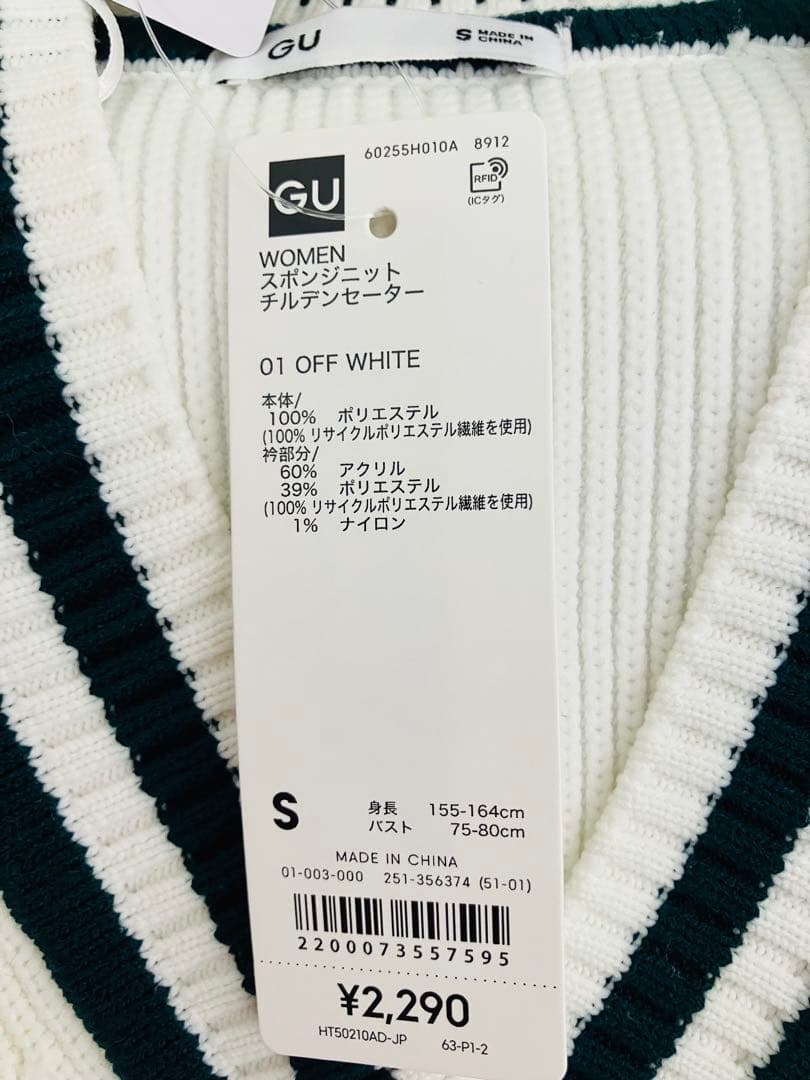 GU
S MADE IN
CHINA
60255H010A 8912
GU
RFID
(ICタグ)
WOMEN
スポンジニット
チルデンセーター
01 OFF WHITE
本体/
100% ポリエステル
(100% リサイクルポリエステル繊維を使用)
衿部分/
60% アクリル
39% ポリエステル
(100% リサイクルポリエステル繊維を使用)
1% ナイロン
S
身長 155-164cm
バスト 75-80cm
MADE IN CHINA
01-003-000 251-356374 (51-01)
2200073557595
¥2,290
HT50210AD-JP 63-P1-2